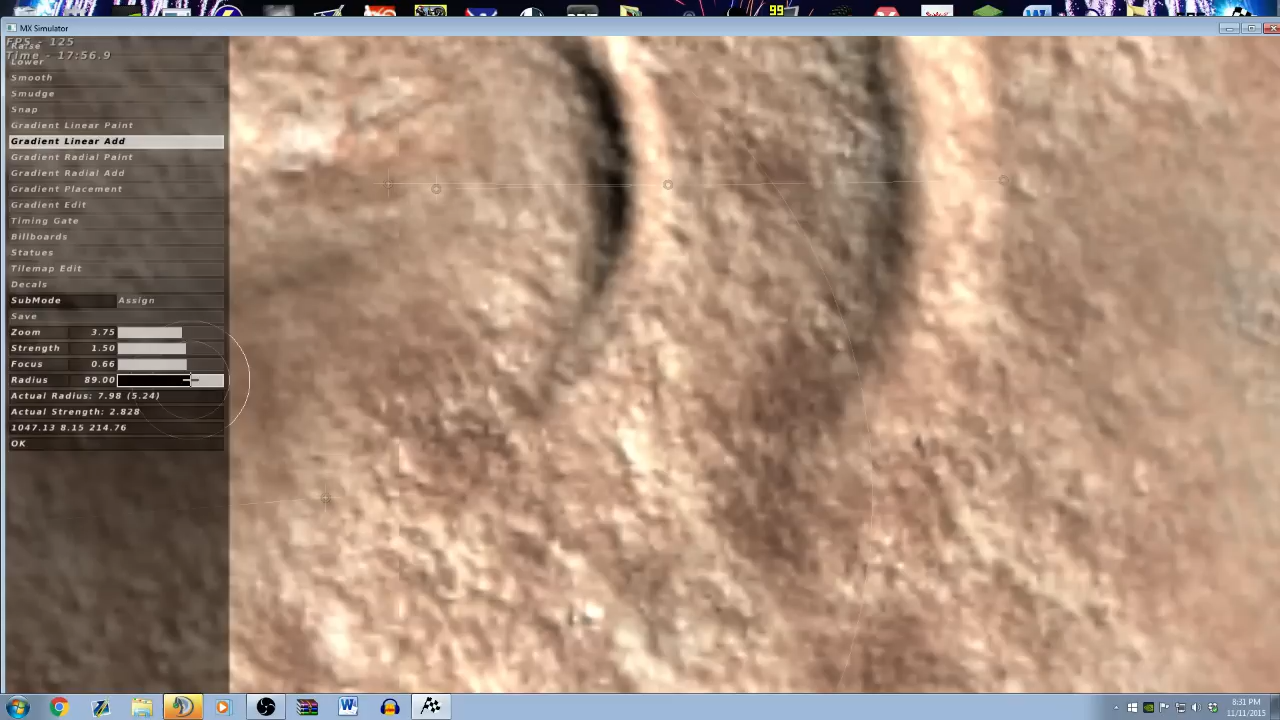 99
MX Simulator
FPS - 125
Raise
Time - 17:56.9
Lower
Smooth
Smudge
Snap
Gradient Linear Paint
Gradient Linear Add
Gradient Radial Paint
Gradient Radial Add
Gradient Placement
Gradient Edit
Timing Gate
Billboards
Statues
Tilemap Edit
Decals
SubMode Assign
Save
Zoom 3.75
Strength 1.50
Focus 0.66
Radius 89.00
Actual Radius: 7.98 (5.24)
Actual Strength: 2.828
1047.13 8.15 214.76
OK
8:31 PM
11/11/2015